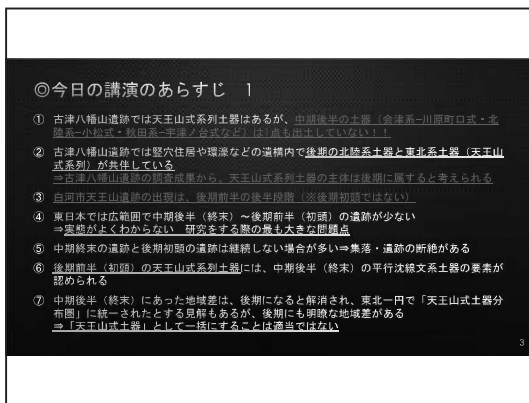 ◎今日の講演のあらすじ 1
① 古津八幡山遺跡では天王山式系列土器はあるが、中期後半の土器（会津系−川原町口式・北
陸系−小松式・秋田系−宇津ノ台式など）は1点も出土していない！！
② 古津八幡山遺跡では竪穴住居や環濠などの遺構内で後期の北陸系土器と東北系土器（天王山
式系列）が共伴している
⇒古津八幡山遺跡の調査成果から、天王山式系列土器の主体は後期に属すると考えられる
③ 白河市天王山遺跡の出現は、後期前半の後半段階（※後期初頭ではない）
④ 東日本では広範囲で中期後半（終末）～後期前半（初頭）の遺跡が少ない
⇒実態がよくわからない 研究をする際の最も大きな問題点
⑤ 中期終末の遺跡と後期初頭の遺跡は継続しない場合が多い⇒集落・遺跡の断絶がある
⑥ 後期前半（初頭）の天王山式系列土器には、中期後半（終末）の平行沈線文系土器の要素が
認められる
⑦ 中期後半（終末）にあった地域差は、後期になると解消され、東北一円で「天王山式土器分
布圏」に統一されたとする見解もあるが、後期にも明瞭な地域差がある
⇒「天王山式土器」として一括にすることは適当ではない
3